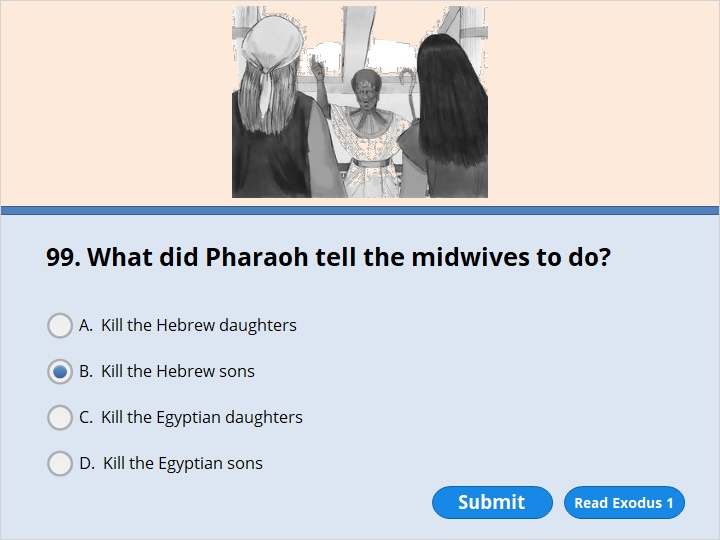 99. What did Pharaoh tell the midwives to do?
A. Kill the Hebrew daughters
B. Kill the Hebrew sons
C. Kill the Egyptian daughters
D. Kill the Egyptian sons
Submit
Read Exodus 1